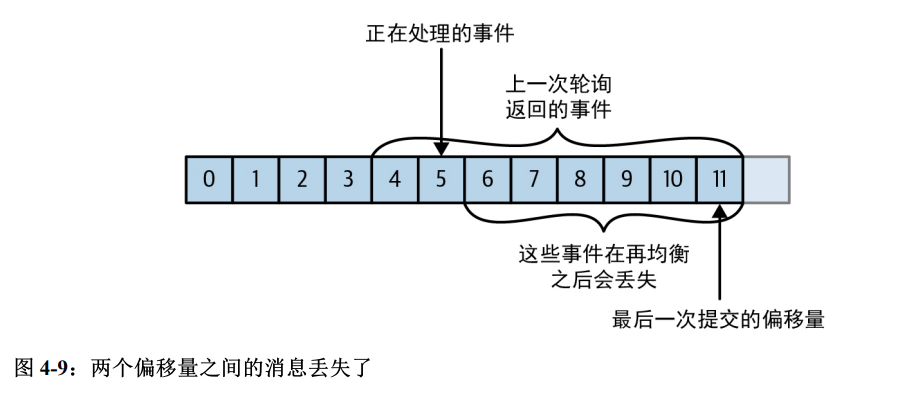 正在处理的事件
上一次轮询
返回的事件
0 1 2 3 4 5 6 7 8 9 10 11
这些事件在再均衡
之后会丢失
最后一次提交的偏移量
图 4-9：两个偏移量之间的消息丢失了